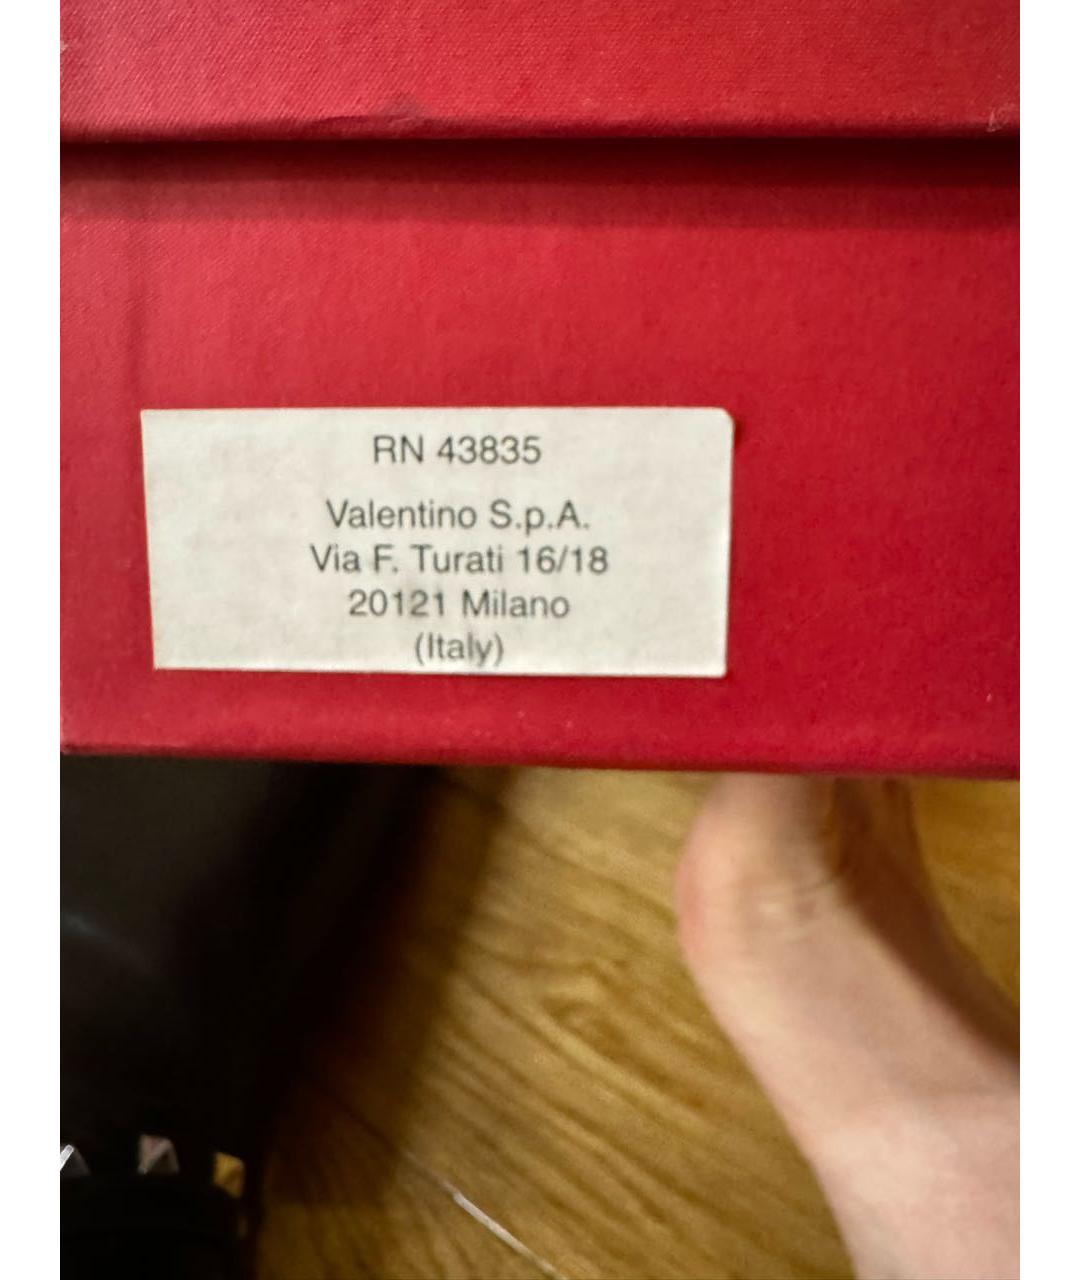 RN 43835
Valentino S.p.A.
Via F. Turati 16/18
20121 Milano
(Italy)